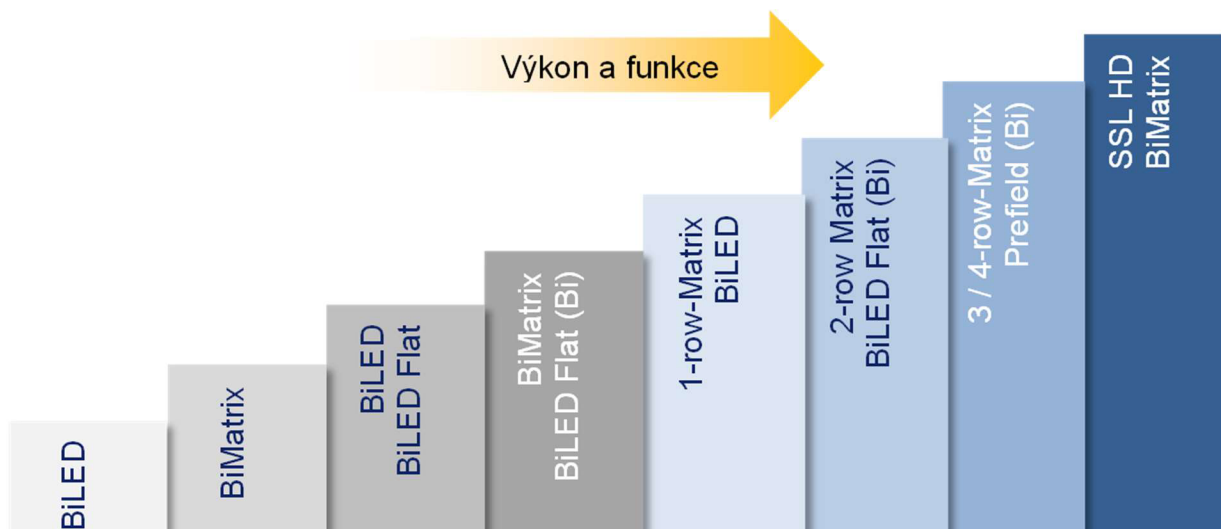 Výkon a funkce
BiLED
BiMatrix
BiLED
BiLED Flat
BiMatrix
BiLED Flat (Bi)
1-row-Matrix
BiLED
2-row Matrix
BiLED Flat (Bi)
3 / 4-row-Matrix
Prefield (Bi)
SSL HD
BiMatrix